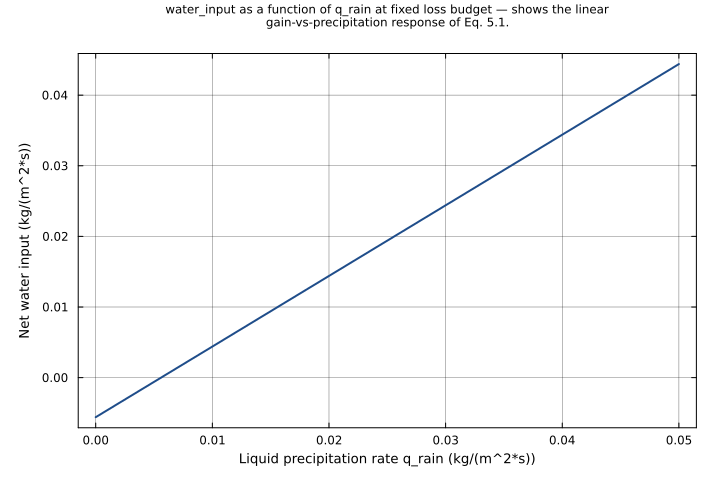 water_input as a function of q_rain at fixed loss budget — shows the linear
gain-vs-precipitation response of Eq. 5.1.
Net water input (kg/(m^2*s))
0.04
0.03
0.02
0.01
0.00
0.00 0.01 0.02 0.03 0.04 0.05
Liquid precipitation rate q_rain (kg/(m^2*s))